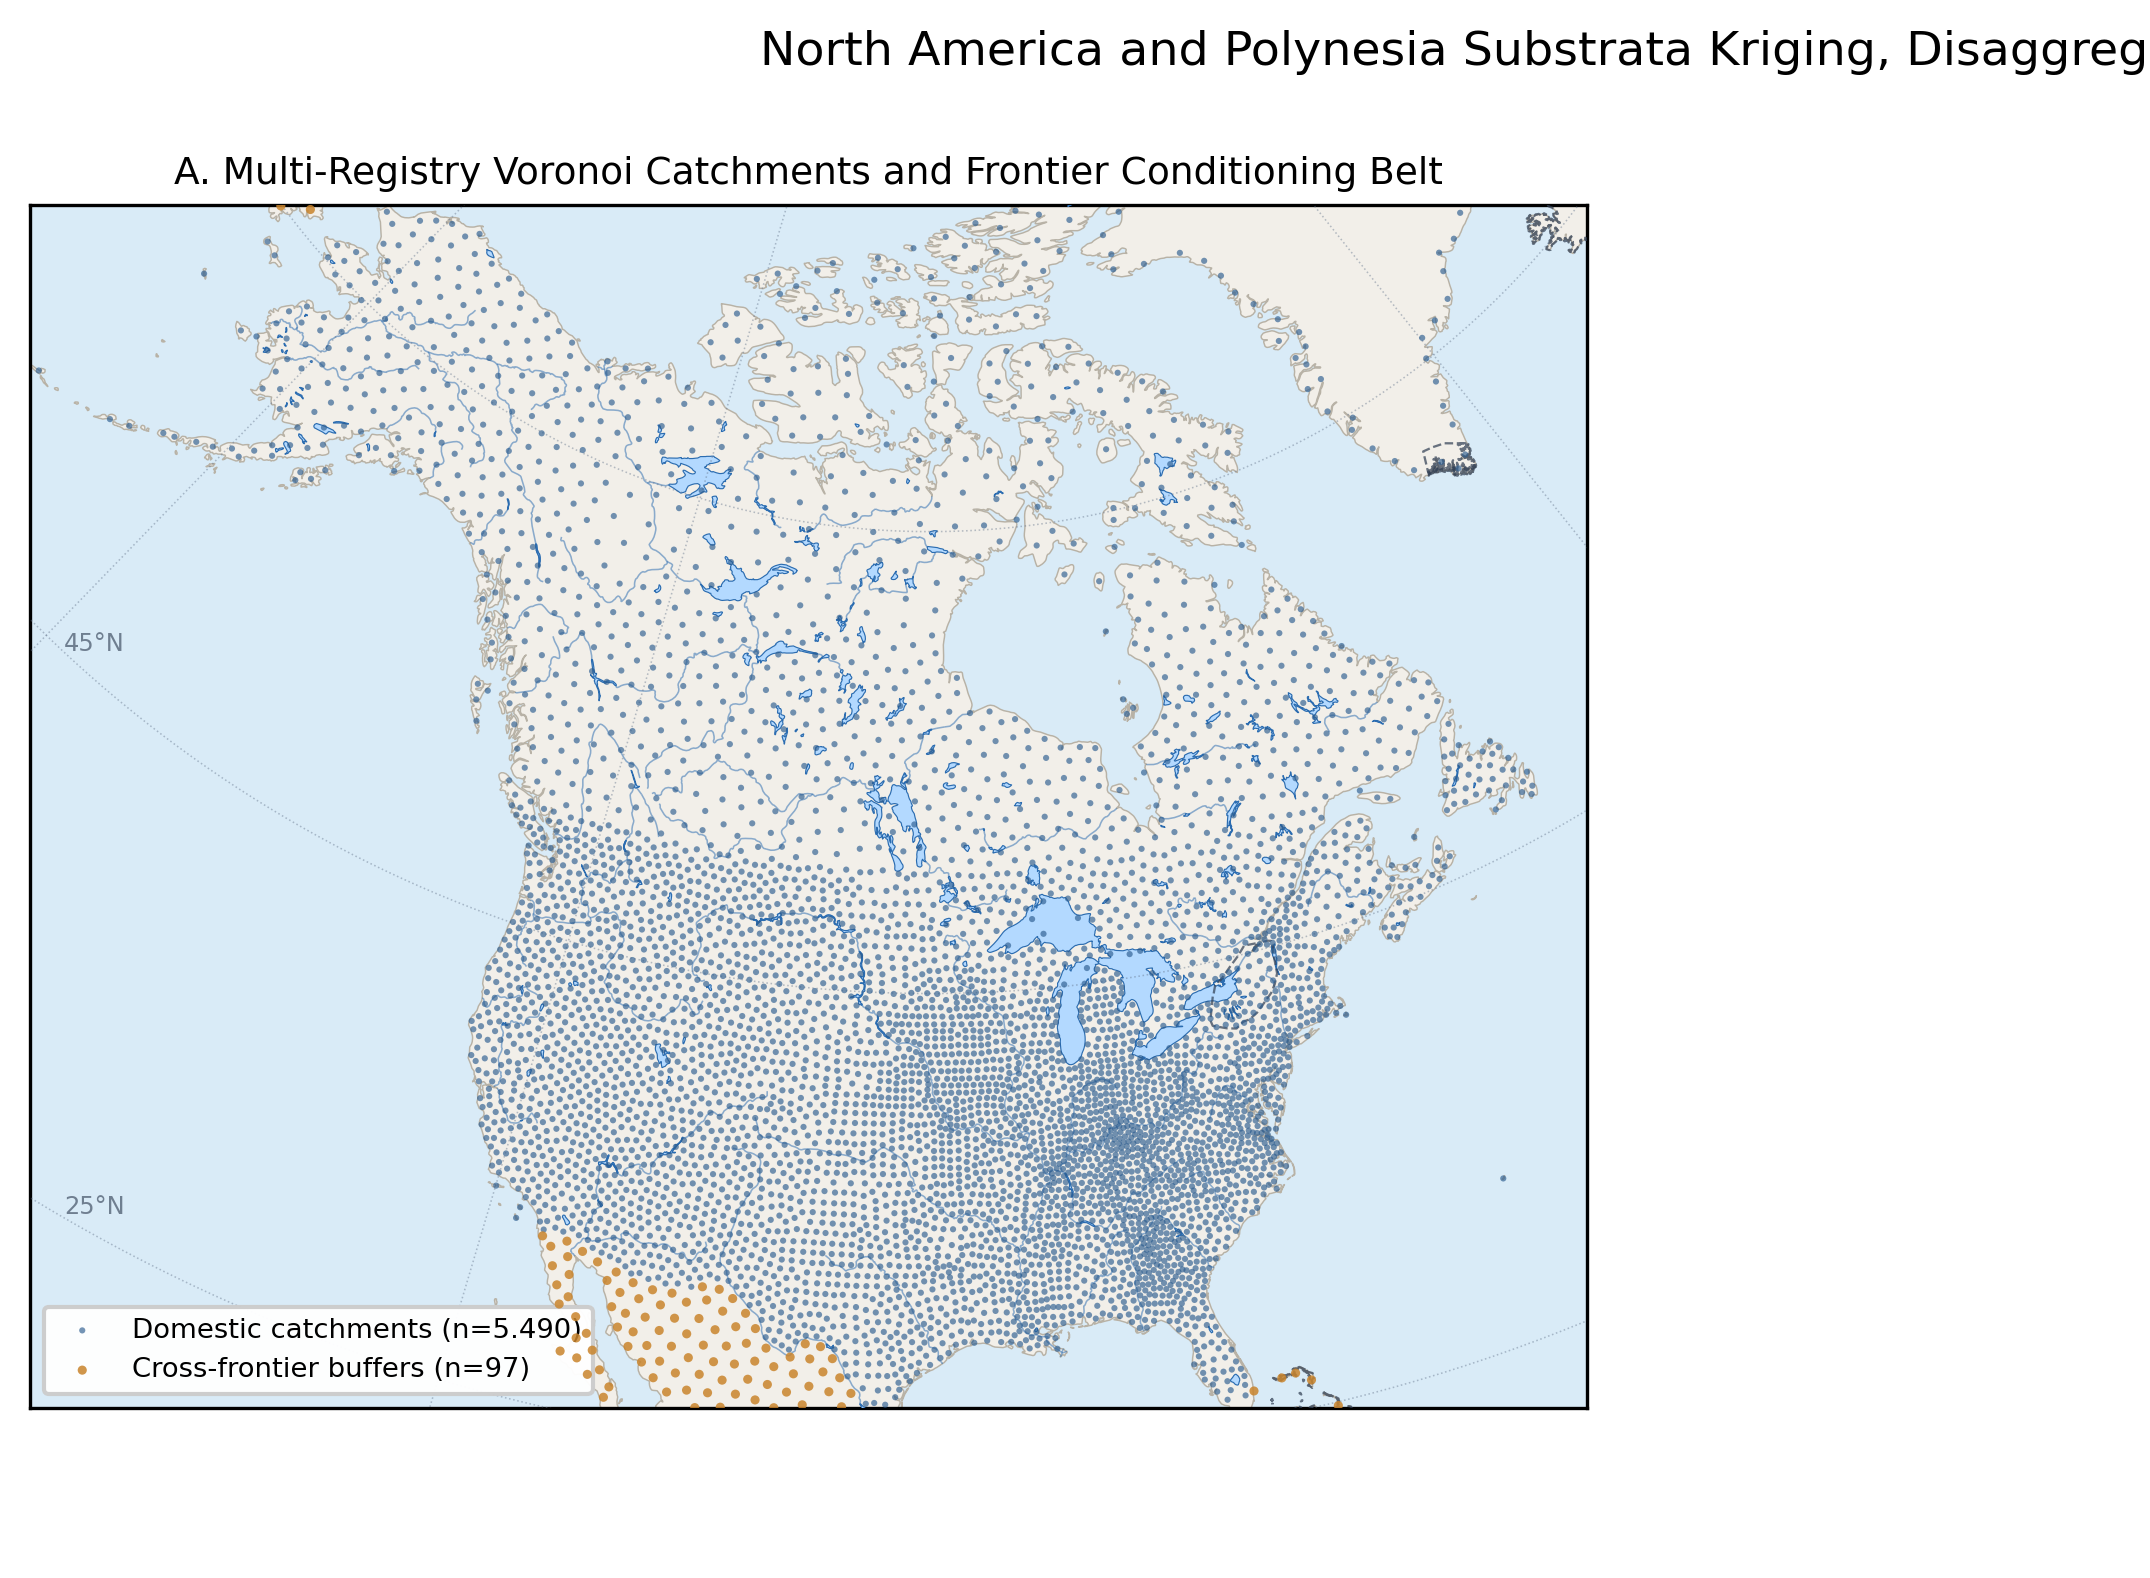 North America and Polynesia Substrata Kriging, Disaggreg
A. Multi-Registry Voronoi Catchments and Frontier Conditioning Belt
45°N
25°N
Domestic catchments (n=5.490)
Cross-frontier buffers (n=97)